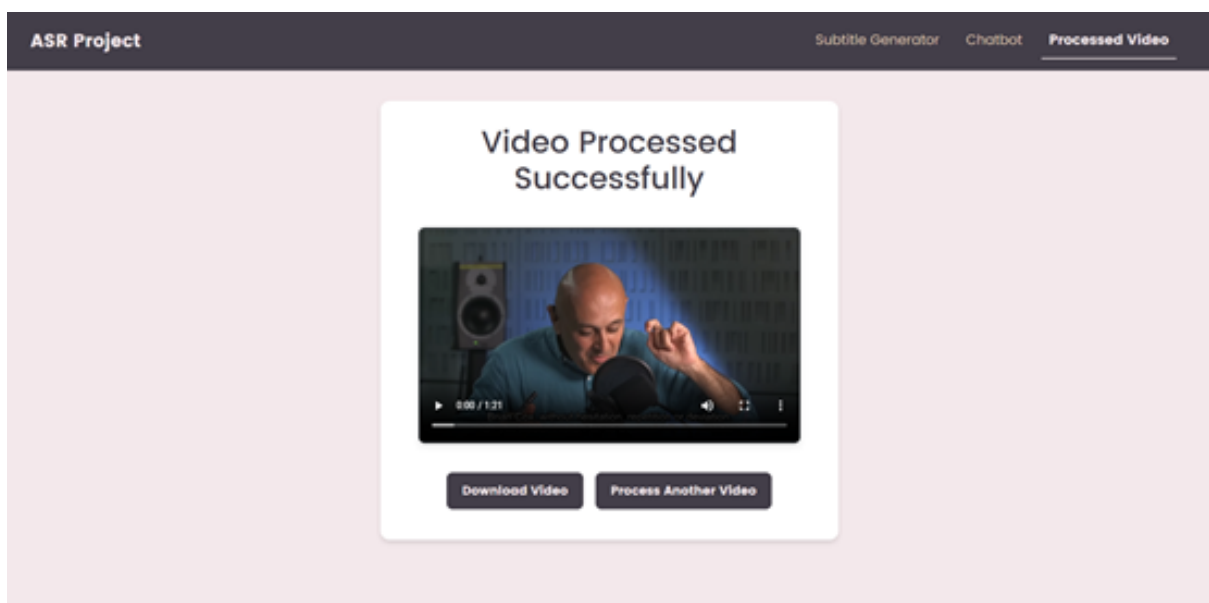 ASR Project
Subtitle Generator Chatbot Processed Video
Video Processed
Successfully
0:00 / 1:21
Download Video Process Another Video